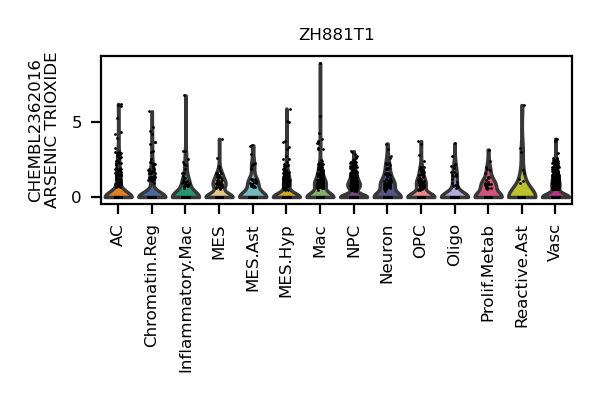 ZH881T1
CHEMBL2362016
ARSENIC TRIOXIDE
5
0
AC
Chromatin.Reg
Inflammatory.Mac
MES
MES.Ast
MES.Hyp
Mac
NPC
Neuron
OPC
Oligo
Prolif.Metab
Reactive.Ast
Vasc